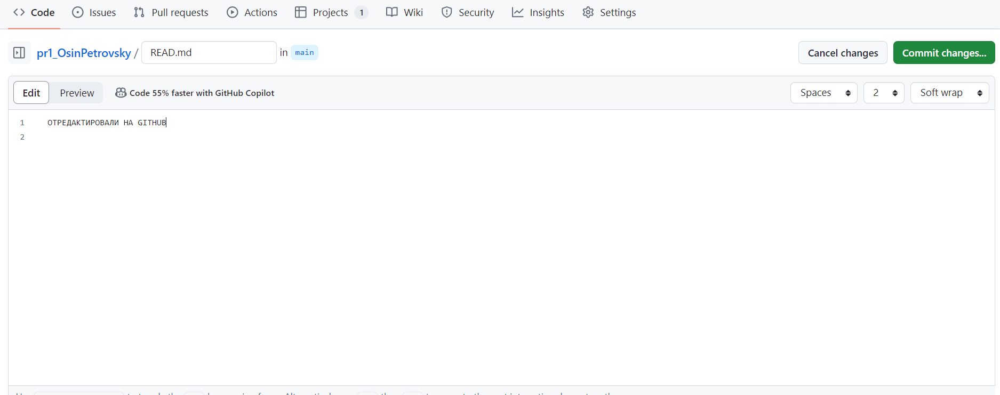 Code Issues Pull requests Actions Projects 1 Wiki Security Insights Settings
pr1_OsinPetrovsky / READ.md in main Cancel changes Commit changes...
Edit Preview Code 55% faster with GitHub Copilot Spaces 2 Soft wrap
1 ОТРЕДАКТИРОВАЛИ НА GITHUB
2